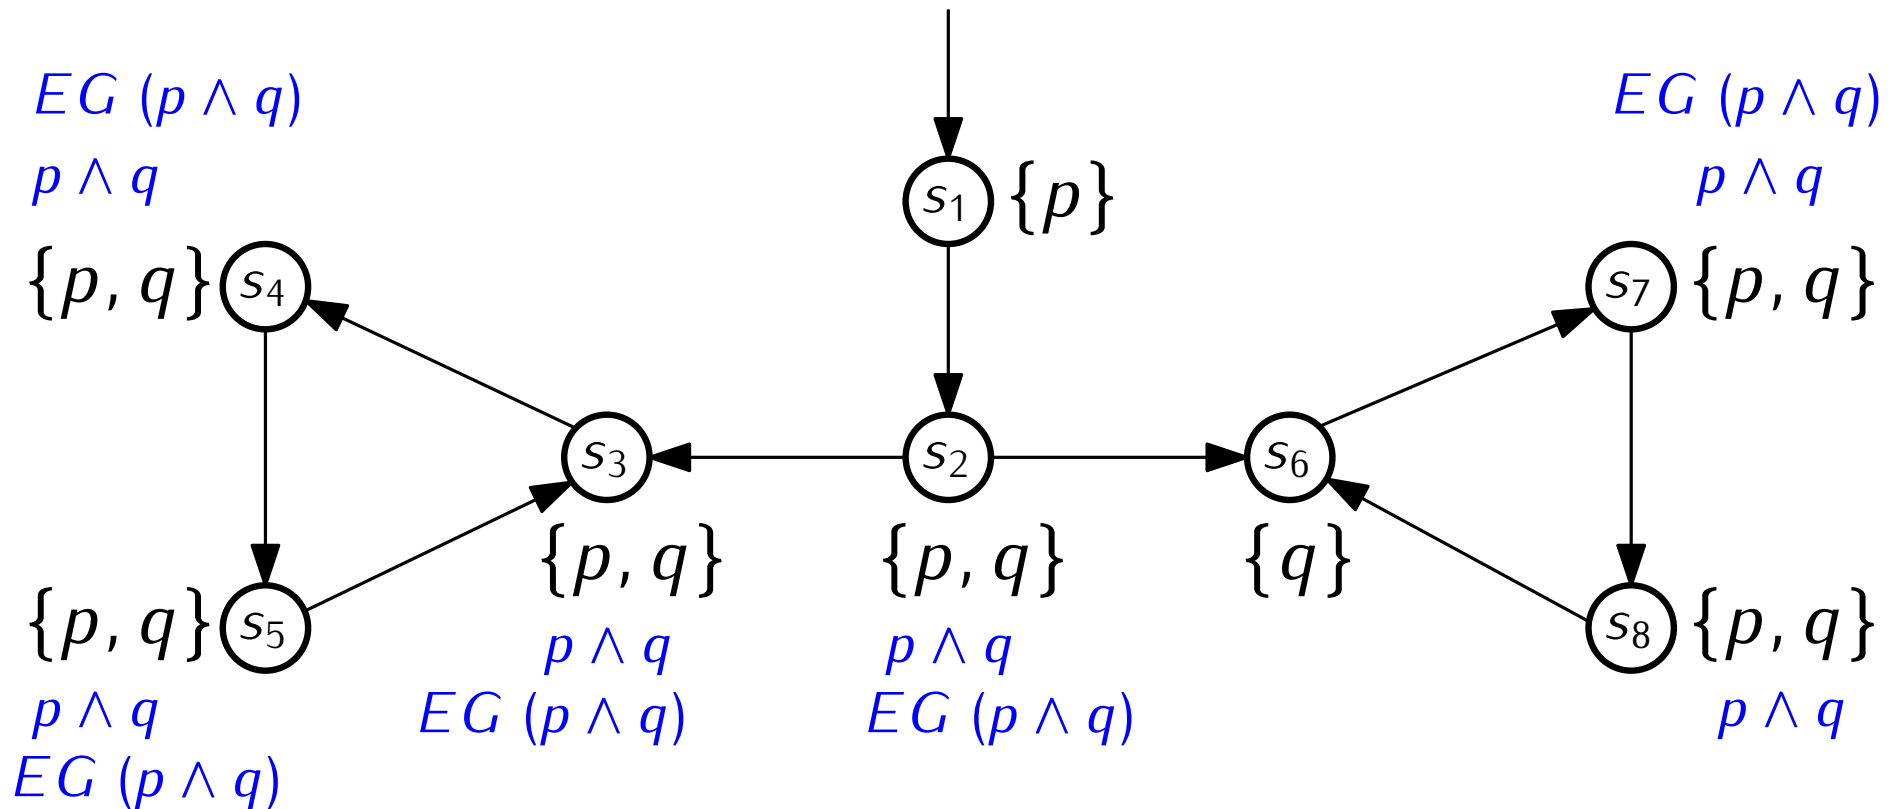 EG (p ∧ q)
p ∧ q
{p, q} s₄
EG (p ∧ q)
p ∧ q
s₇ {p, q}
s₁ {p}
s₃
{p, q}
p ∧ q
EG (p ∧ q)
s₂
{p, q}
p ∧ q
EG (p ∧ q)
s₆
{q}
{p, q} s₅
p ∧ q
EG (p ∧ q)
s₈ {p, q}
p ∧ q